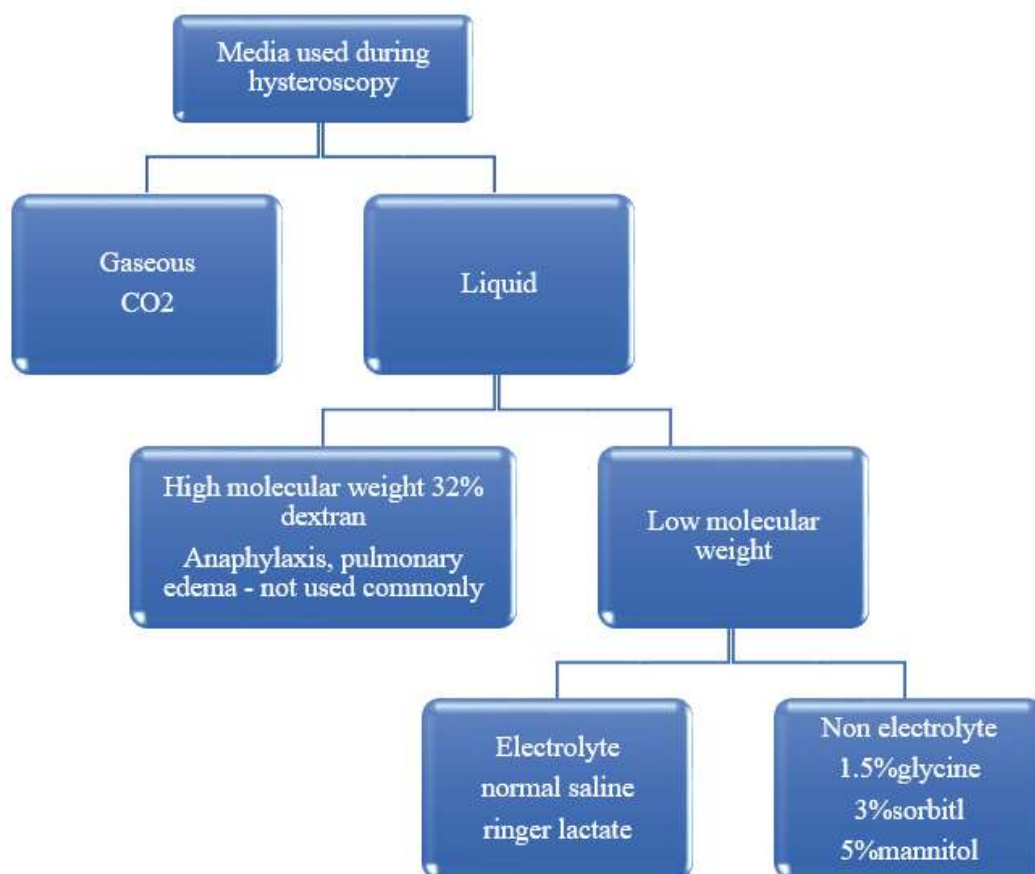 Media used during
hysteroscopy
Gaseous
CO2
Liquid
High molecular weight 32%
dextran
Anaphylaxis, pulmonary
edema - not used commonly
Low molecular
weight
Electrolyte
normal saline
ringer lactate
Non electrolyte
1.5%glycine
3%sorbitl
5%mannitol